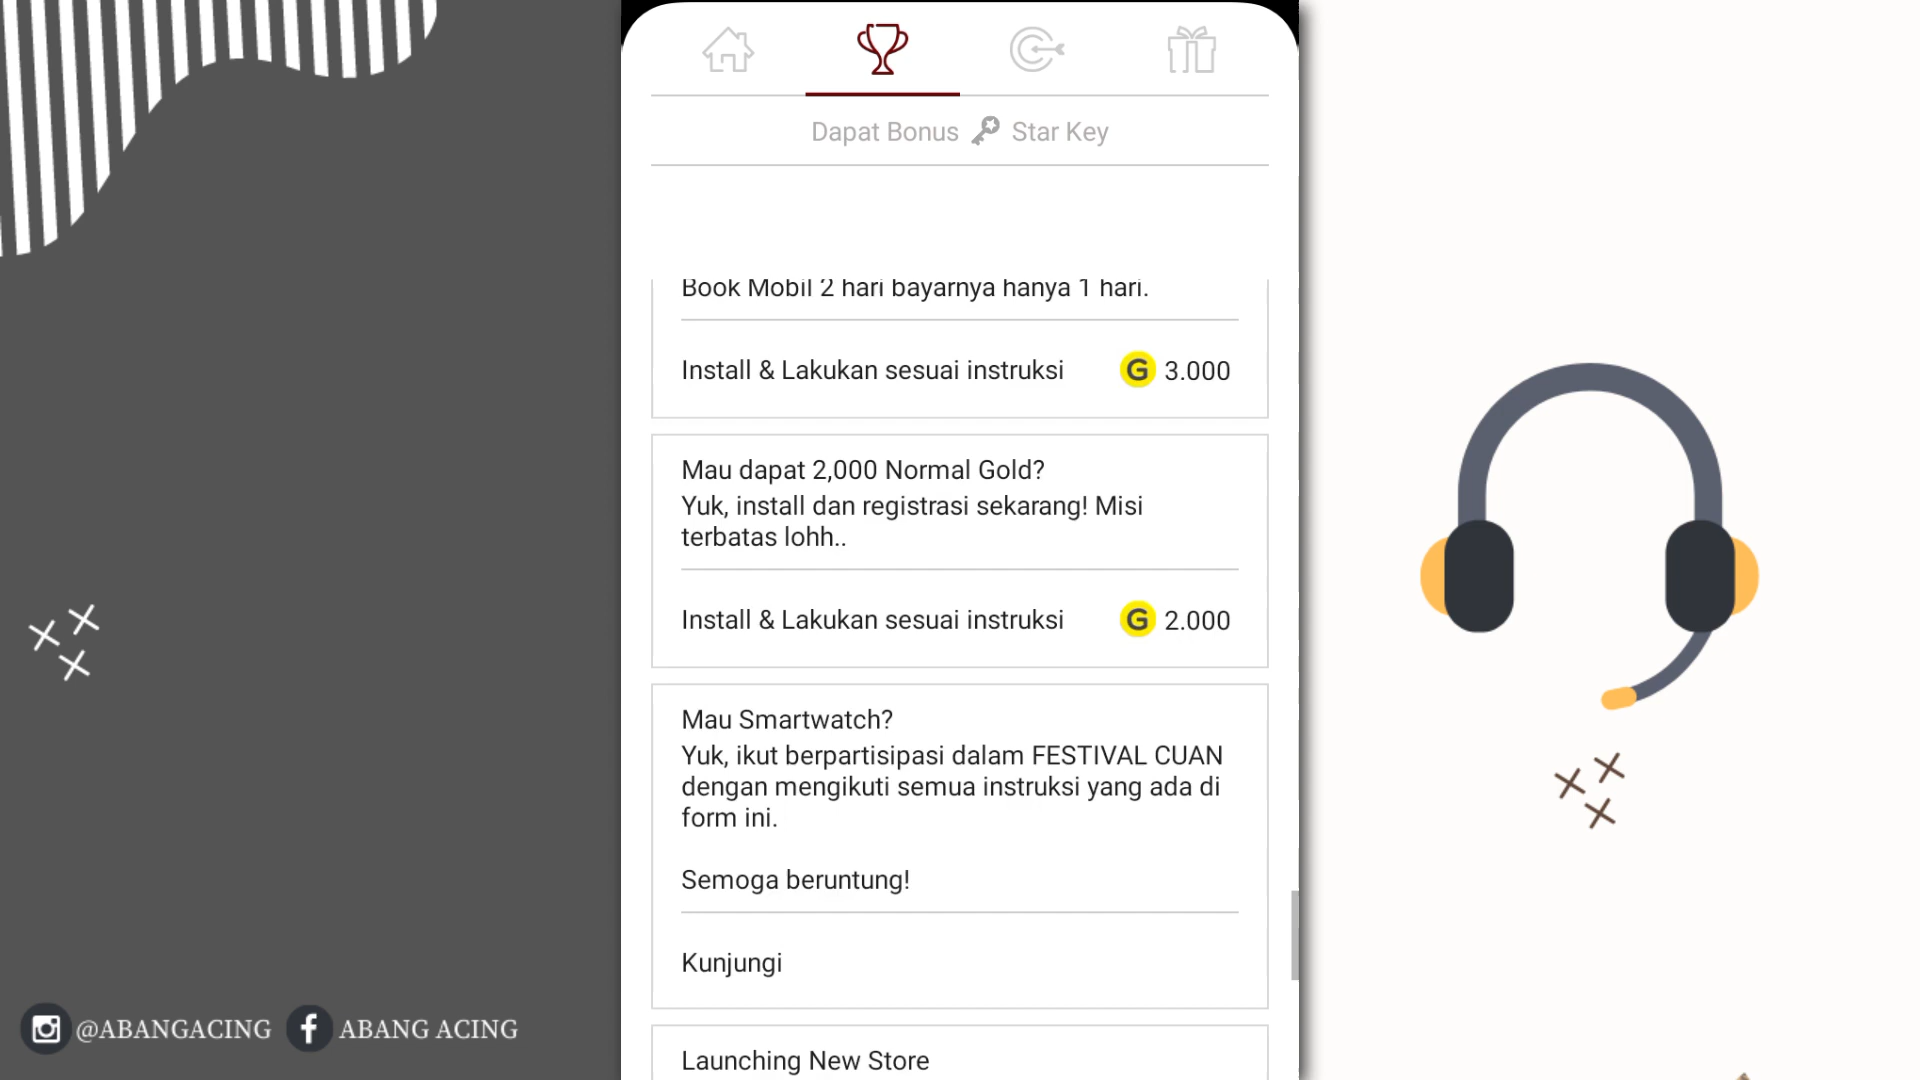 Dapat Bonus Star Key
Book Mobil 2 hari bayarnya hanya 1 hari.
Install & Lakukan sesuai instruksi G 3.000
Mau dapat 2,000 Normal Gold?
Yuk, install dan registrasi sekarang! Misi
terbatas lohh..
Install & Lakukan sesuai instruksi G 2.000
Mau Smartwatch?
Yuk, ikut berpartisipasi dalam FESTIVAL CUAN
dengan mengikuti semua instruksi yang ada di
form ini.
Semoga beruntung!
Kunjungi
Launching New Store
@ABANGACING f ABANG ACING